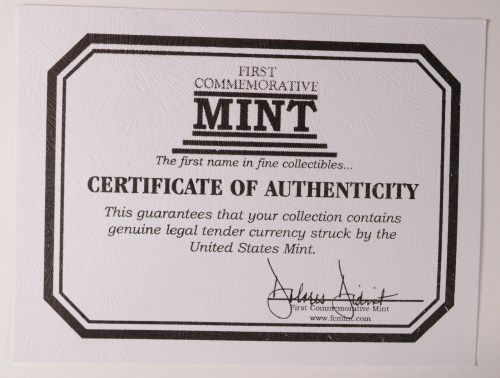 FIRST
COMMEMORATIVE
MINT
The first name in fine collectibles...
CERTIFICATE OF AUTHENTICITY
This guarantees that your collection contains
genuine legal tender currency struck by the
United States Mint.
First Commemorative Mint
www.fcmint.com